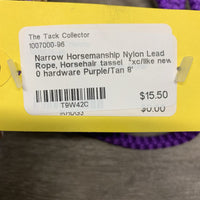 The Tack Collector
1007000-96
Narrow Horsemanship Nylon Lead
Rope, Horsehair tassel *xc/like new
0 hardware Purple/Tan 8'
T9W42C
$15.50
$0.00